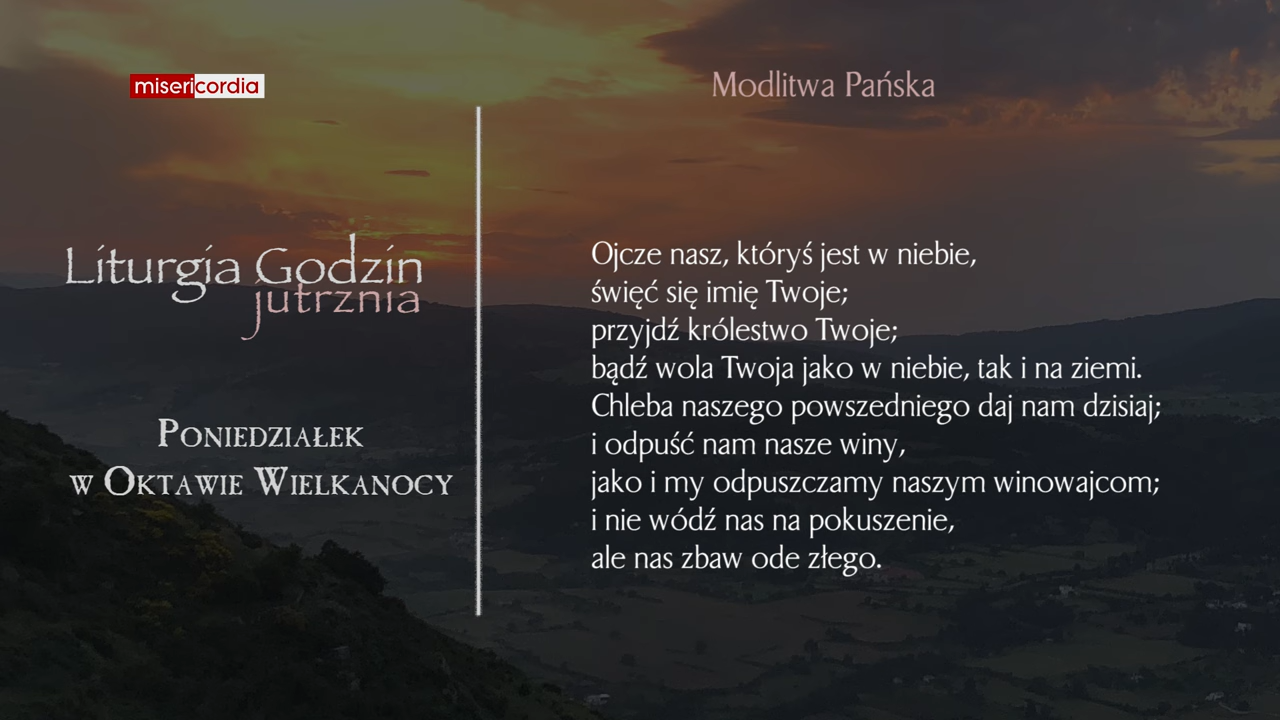 misericordia
Liturgia Godzin
jutrznia
Poniedziałek
w Oktawie Wielkanocy
Modlitwa Pańska
Ojcze nasz, któryś jest w niebie,
święć się imię Twoje;
przyjdź królestwo Twoje;
bądź wola Twoja jako w niebie, tak i na ziemi.
Chleba naszego powszedniego daj nam dzisiaj;
i odpuść nam nasze winy,
jako i my odpuszczamy naszym winowajcom;
i nie wódź nas na pokuszenie,
ale nas zbaw ode złego.